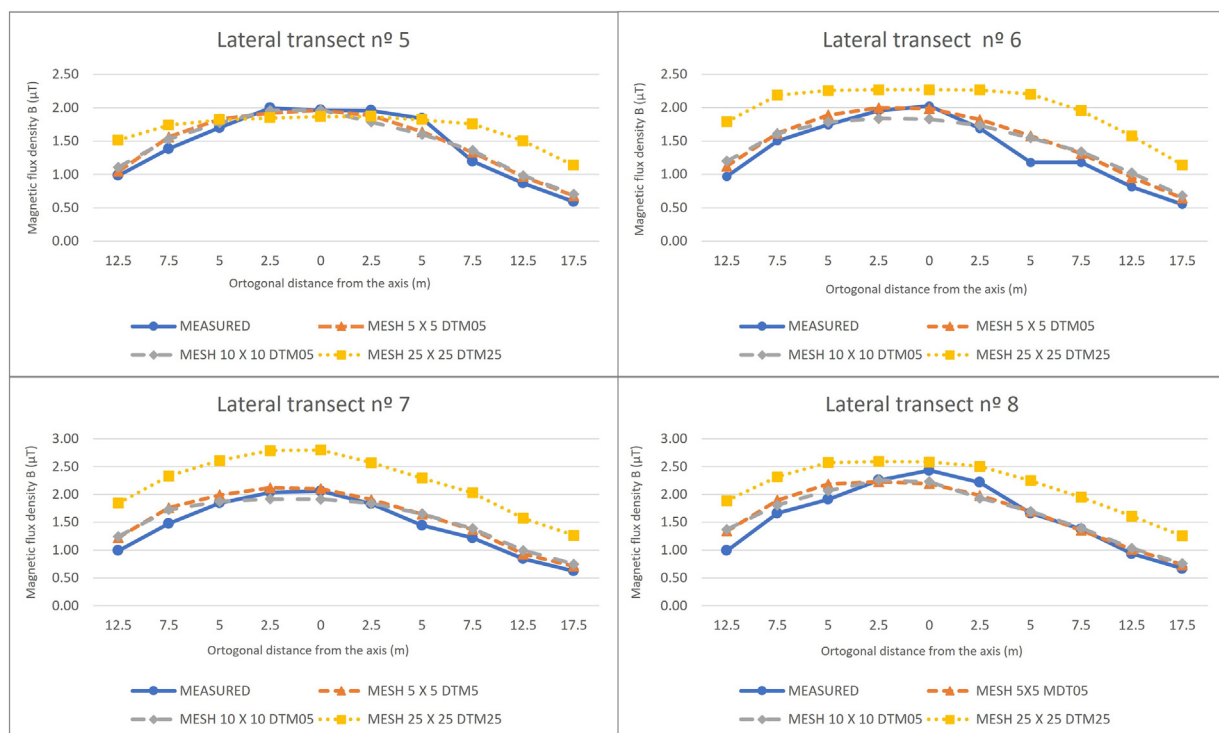 Lateral transect nº 5
Magnetic flux density B (µT)
2.50
2.00
1.50
1.00
0.50
0.00
12.5 7.5 5 2.5 0 2.5 5 7.5 12.5 17.5
Ortogonal distance from the axis (m)
MEASURED MESH 5 X 5 DTM05
MESH 10 X 10 DTM05 MESH 25 X 25 DTM25
Lateral transect nº 6
Magnetic flux density B (µT)
2.50
2.00
1.50
1.00
0.50
0.00
12.5 7.5 5 2.5 0 2.5 5 7.5 12.5 17.5
Ortogonal distance from the axis (m)
MEASURED MESH 5 X 5 DTM05
MESH 10 X 10 DTM05 MESH 25 X 25 DTM25
Lateral transect nº 7
Magnetic flux density B (µT)
3.00
2.50
2.00
1.50
1.00
0.50
0.00
12.5 7.5 5 2.5 0 2.5 5 7.5 12.5 17.5
Ortogonal distance from the axis (m)
MEASURED MESH 5 X 5 DTM5
MESH 10 X 10 DTM05 MESH 25 X 25 DTM25
Lateral transect nº 8
Magnetic flux density B (µT)
3.00
2.50
2.00
1.50
1.00
0.50
0.00
12.5 7.5 5 2.5 0 2.5 5 7.5 12.5 17.5
Ortogonal distance from the axis (m)
MEASURED MESH 5X5 MDT05
MESH 10 X 10 DTM05 MESH 25 X 25 DTM25